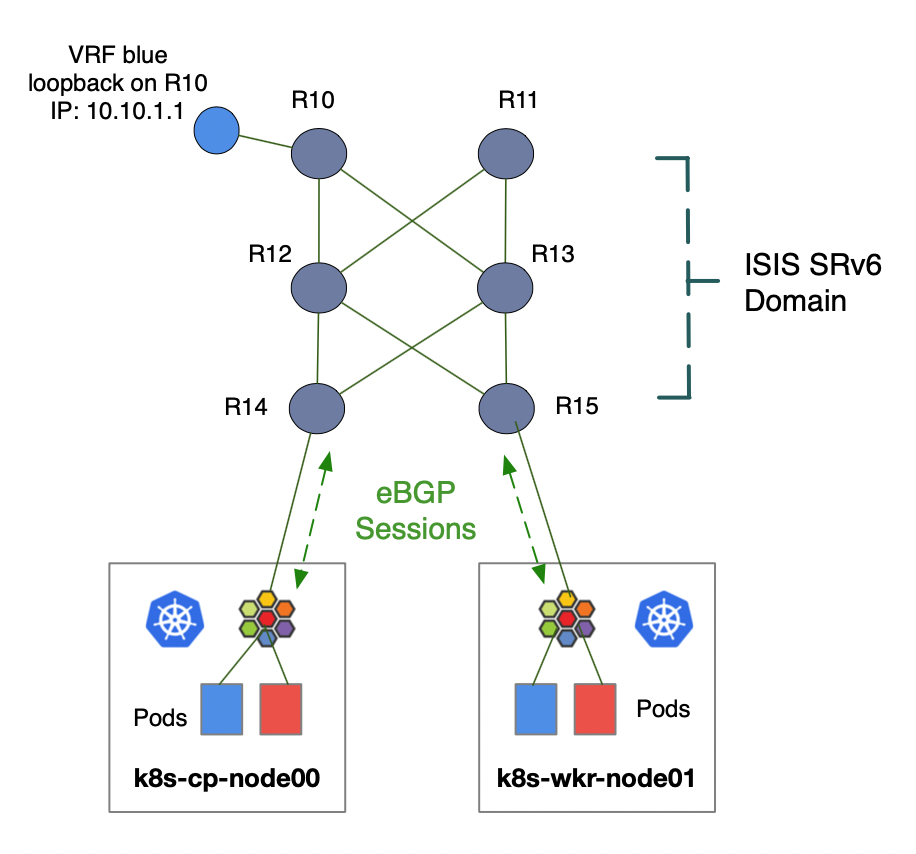 VRF blue
loopback on R10
IP: 10.10.1.1
R10
R11
R12
R13
ISIS SRv6
Domain
R14
R15
eBGP
Sessions
Pods
Pods
k8s-cp-node00
k8s-wkr-node01